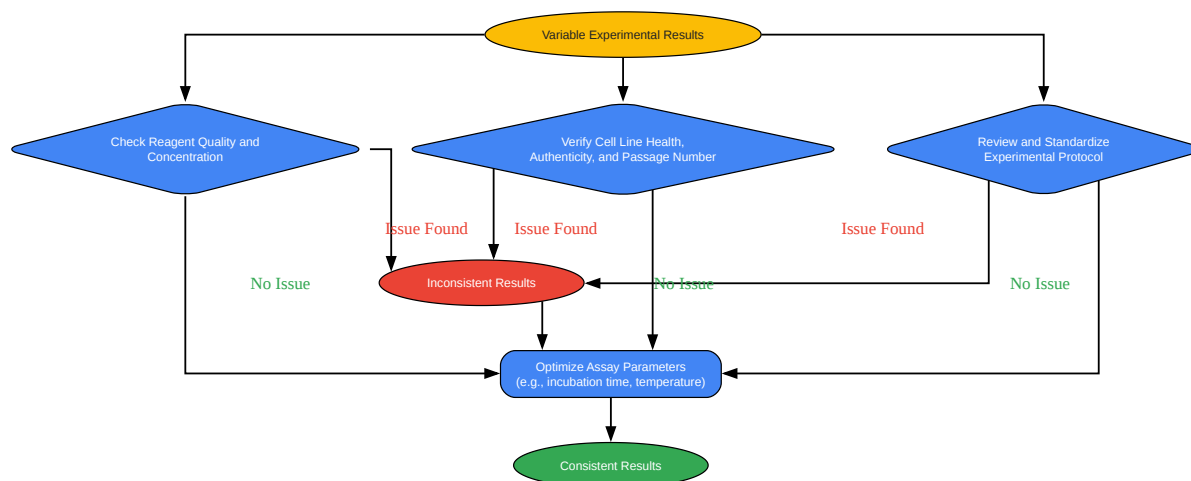 Variable Experimental Results
Check Reagent Quality and
Concentration
Verify Cell Line Health,
Authenticity, and Passage Number
Review and Standardize
Experimental Protocol
Issue Found
Issue Found
Issue Found
No Issue
Inconsistent Results
No Issue
No Issue
Optimize Assay Parameters
(e.g., incubation time, temperature)
Consistent Results